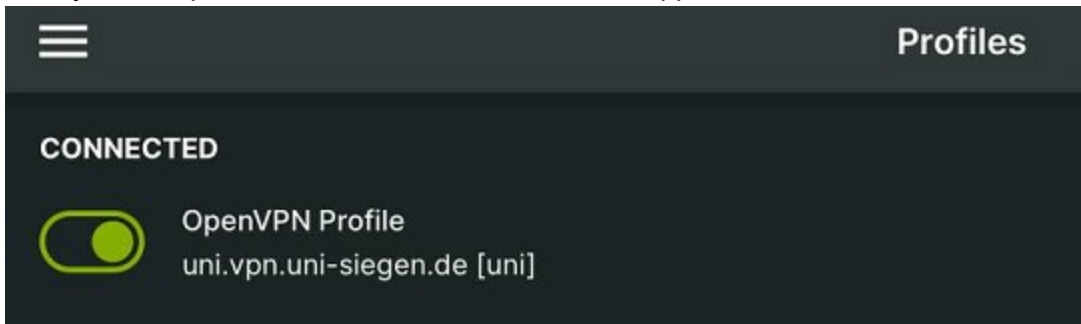 Profiles
CONNECTED
OpenVPN Profile
uni.vpn.uni-siegen.de [uni]